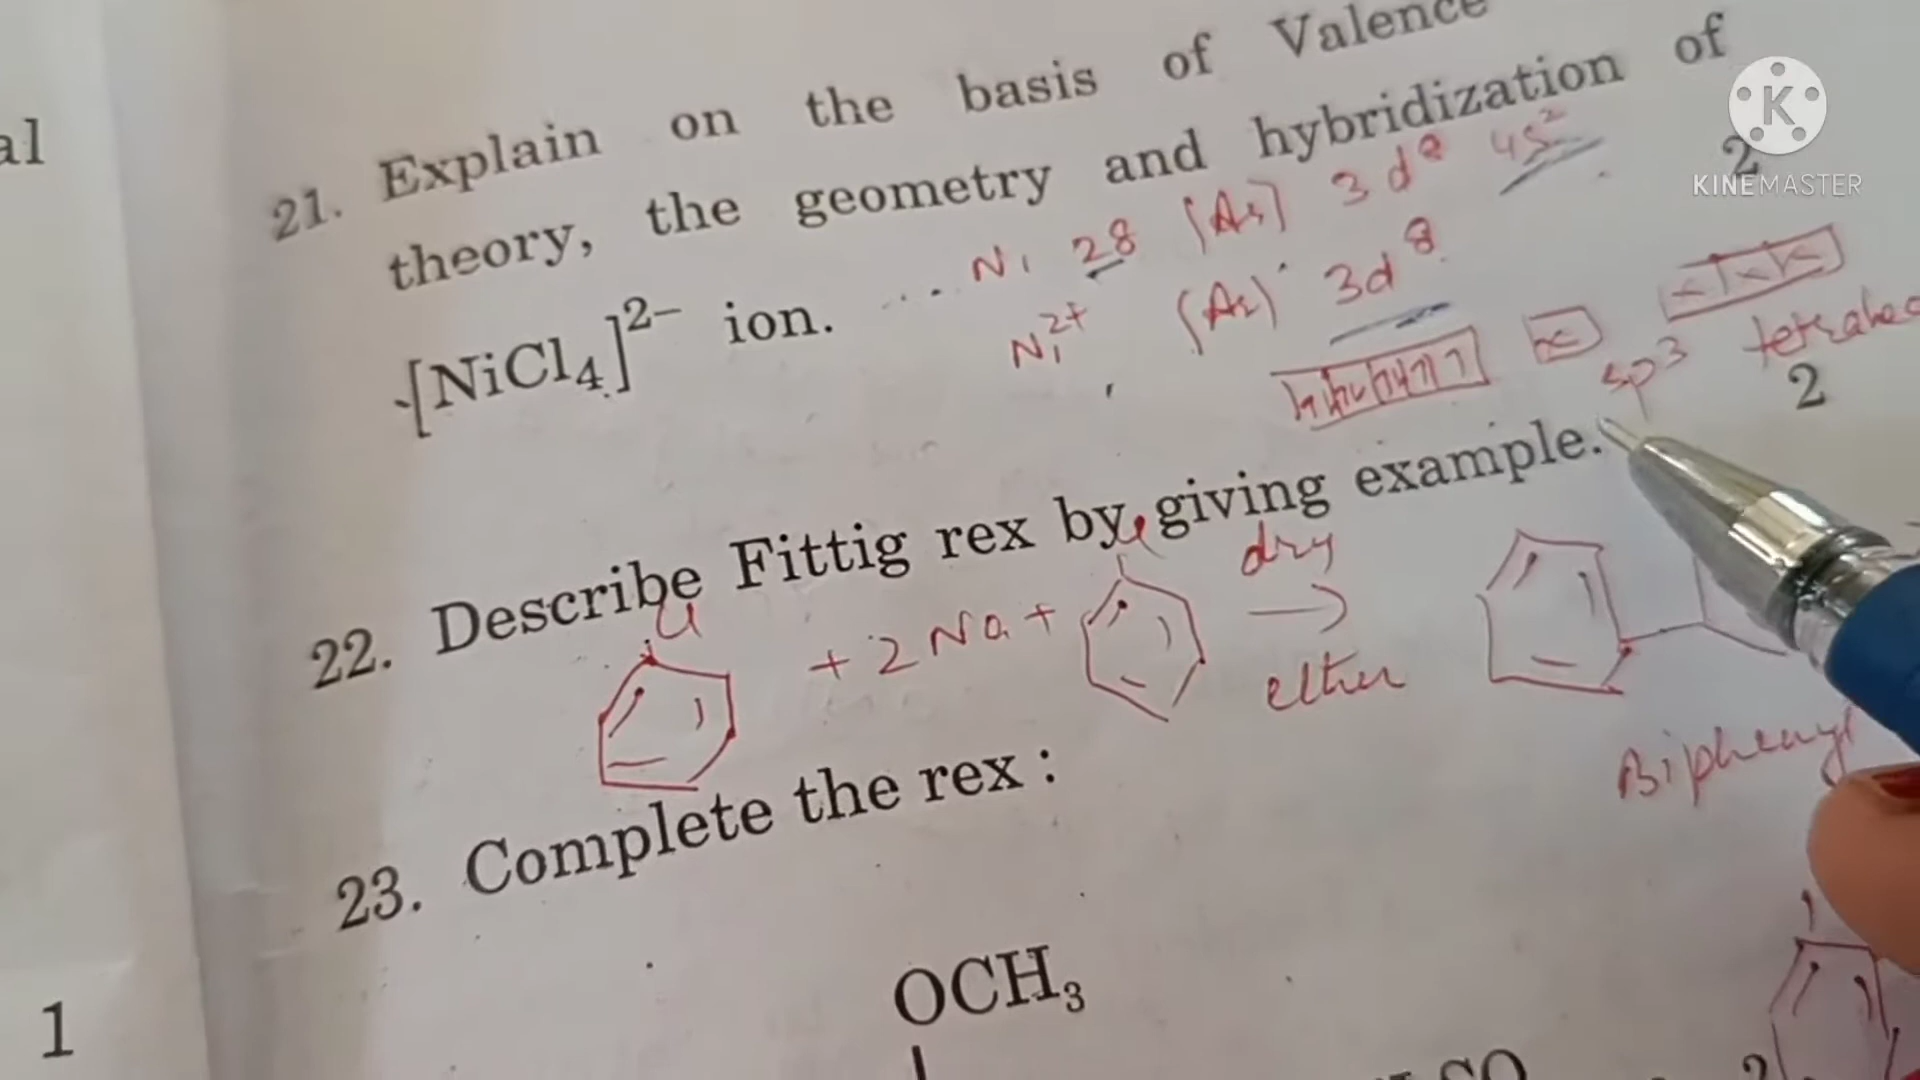 al
21. Explain on the basis of Valence
theory, the geometry and hybridization of
2
KINEMASTER
Ni 28 [Ar] 3d8 4s2
[NiCl4]2– ion.
Ni2+ [Ar] 3d8
sp3
2
22. Describe Fittig rex by giving example.
Cl
+ 2Na +
Cl
dry
ether
Biphenyl
23. Complete the rex :
OCH3
1
2